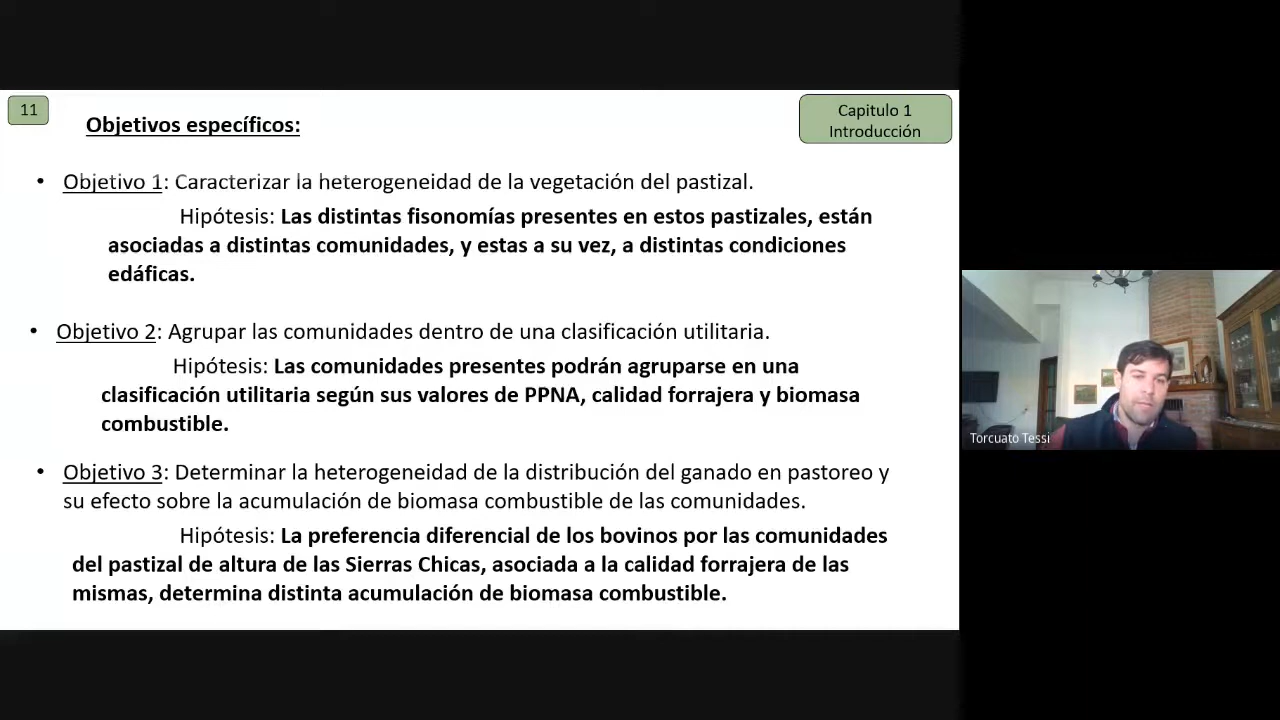 11
Objetivos específicos:
Capitulo 1
Introducción
• Objetivo 1: Caracterizar la heterogeneidad de la vegetación del pastizal.
Hipótesis: Las distintas fisonomías presentes en estos pastizales, están
asociadas a distintas comunidades, y estas a su vez, a distintas condiciones
edáficas.
• Objetivo 2: Agrupar las comunidades dentro de una clasificación utilitaria.
Hipótesis: Las comunidades presentes podrán agruparse en una
clasificación utilitaria según sus valores de PPNA, calidad forrajera y biomasa
combustible.
• Objetivo 3: Determinar la heterogeneidad de la distribución del ganado en pastoreo y
su efecto sobre la acumulación de biomasa combustible de las comunidades.
Hipótesis: La preferencia diferencial de los bovinos por las comunidades
del pastizal de altura de las Sierras Chicas, asociada a la calidad forrajera de las
mismas, determina distinta acumulación de biomasa combustible.
Torcuato Tessi